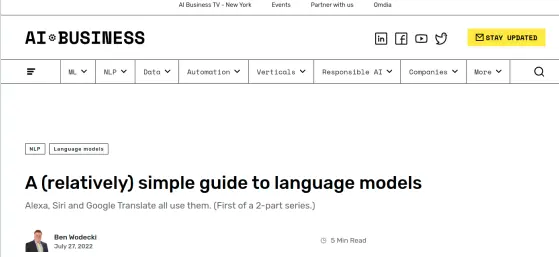 AI Business TV - New York Events Partner with us Omdia
AI BUSINESS
STAY UPDATED
ML NLP Data Automation Verticals Responsible AI Companies More
NLP Language models
A (relatively) simple guide to language models
Alexa, Siri and Google Translate all use them. (First of a 2-part series.)
Ben Wodecki
July 27, 2022
5 Min Read